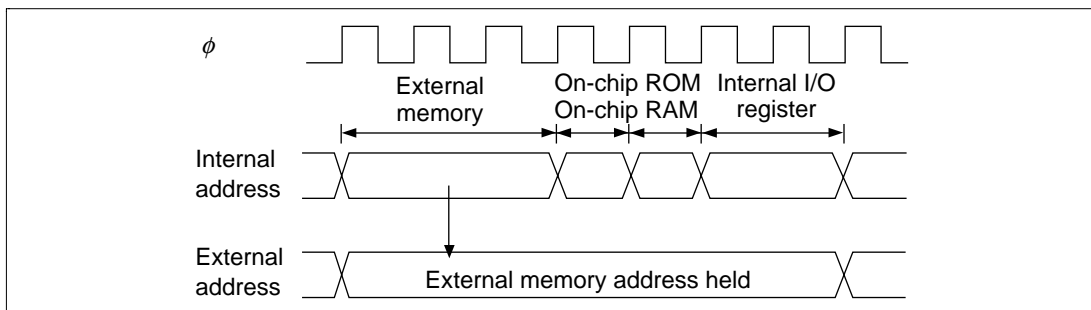 ϕ
External
memory
On-chip ROM
On-chip RAM
Internal I/O
register
Internal
address
External
address
External memory address held